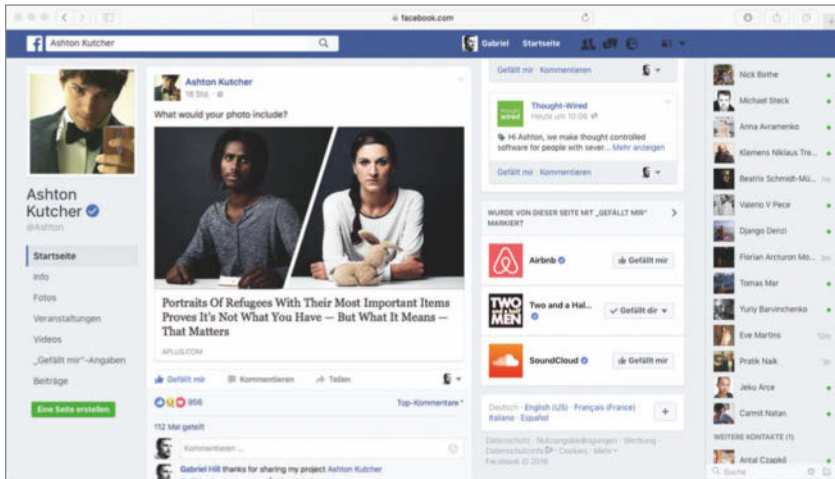 facebook.com
Ashton Kutcher
Gabriel Startseite
Ashton
Kutcher
@Ashton
Startseite
Info
Fotos
Veranstaltungen
Videos
„Gefällt mir“-Angaben
Beiträge
Eine Seite erstellen
Ashton Kutcher
18 Std.
What would your photo include?
Portraits Of Refugees With Their Most Important Items
Proves It's Not What You Have — But What It Means —
That Matters
APLUS.COM
Gefällt mir Kommentieren Teilen
956 Top-Kommentare
112 Mal geteilt
Kommentieren ...
Gabriel Hill thanks for sharing my project Ashton Kutcher
Gefällt mir · Kommentieren
thought
wired
Thought-Wired
Heute um 10:06
Hi Ashton, we make thought controlled
software for people with sever... Mehr anzeigen
Gefällt mir · Kommentieren
WURDE VON DIESER SEITE MIT „GEFÄLLT MIR“
MARKIERT
Airbnb Gefällt mir
TWO
and a half
MEN
Two and a Hal... Gefällt dir
SoundCloud Gefällt mir
Deutsch · English (US) · Français (France) ·
Italiano · Español
Datenschutz · Nutzungsbedingungen · Werbung ·
Datenschutzinfo · Cookies · Mehr
Facebook © 2016
Nick Bothe
Michael Steck
Anna Avramenko
Klemens Niklaus Tre...
Beatrix Schmidt-Mü... 7m
Valerio V Pece
Django Denzi
Florian Arcturon Mo... 3m
Tomas Mar
Yuriy Barvinchenko
Eve Martins
Pratik Naik 3h
Jeku Arce
Carmit Natan
WEITERE KONTAKTE (1)
Antal Czapkó
Suche